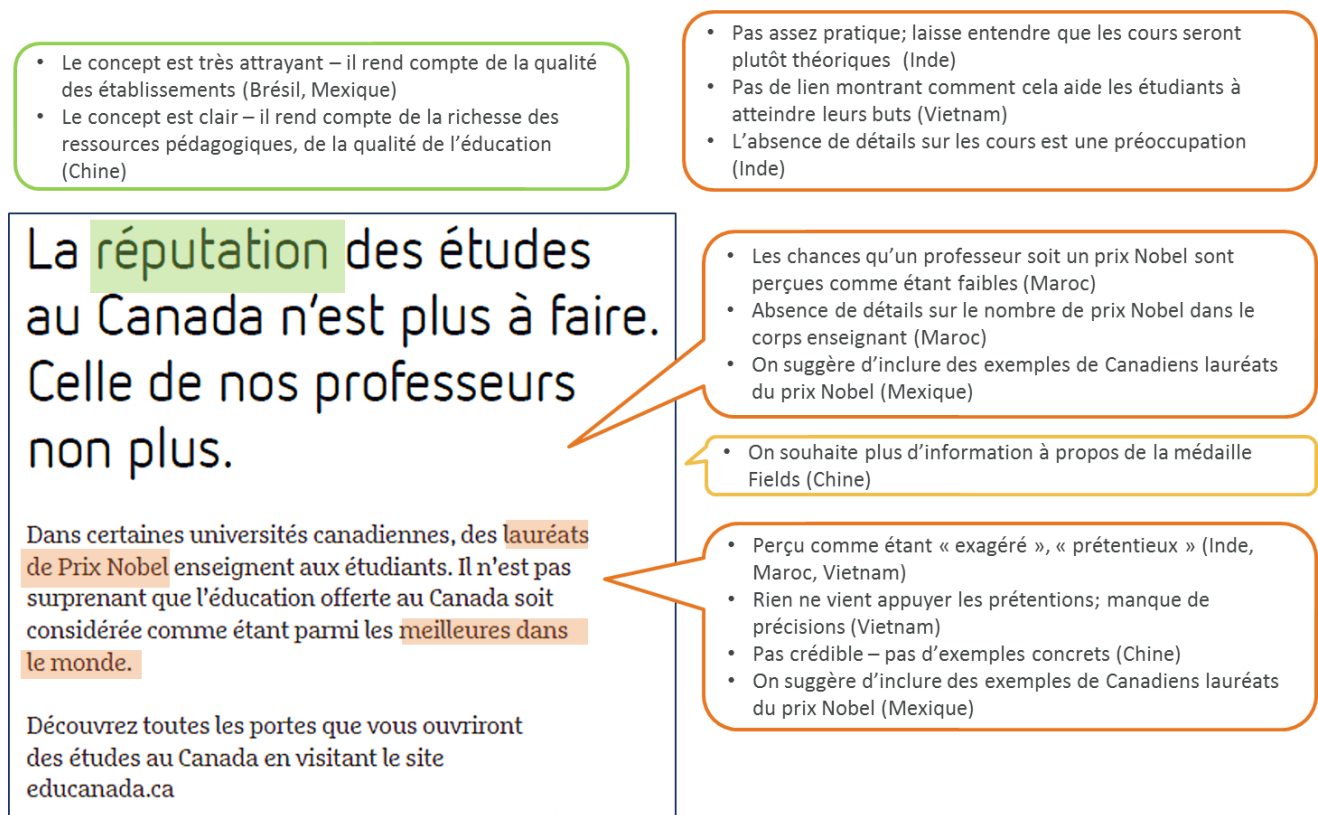 • Le concept est très attrayant – il rend compte de la qualité
des établissements (Brésil, Mexique)
• Le concept est clair – il rend compte de la richesse des
ressources pédagogiques, de la qualité de l’éducation
(Chine)
• Pas assez pratique; laisse entendre que les cours seront
plutôt théoriques (Inde)
• Pas de lien montrant comment cela aide les étudiants à
atteindre leurs buts (Vietnam)
• L’absence de détails sur les cours est une préoccupation
(Inde)
La réputation des études
au Canada n’est plus à faire.
Celle de nos professeurs
non plus.
Dans certaines universités canadiennes, des lauréats
de Prix Nobel enseignent aux étudiants. Il n’est pas
surprenant que l’éducation offerte au Canada soit
considérée comme étant parmi les meilleures dans
le monde.
Découvrez toutes les portes que vous ouvriront
des études au Canada en visitant le site
educanada.ca
• Les chances qu’un professeur soit un prix Nobel sont
perçues comme étant faibles (Maroc)
• Absence de détails sur le nombre de prix Nobel dans le
corps enseignant (Maroc)
• On suggère d’inclure des exemples de Canadiens lauréats
du prix Nobel (Mexique)
• On souhaite plus d’information à propos de la médaille
Fields (Chine)
• Perçu comme étant « exagéré », « prétentieux » (Inde,
Maroc, Vietnam)
• Rien ne vient appuyer les prétentions; manque de
précisions (Vietnam)
• Pas crédible – pas d’exemples concrets (Chine)
• On suggère d’inclure des exemples de Canadiens lauréats
du prix Nobel (Mexique)